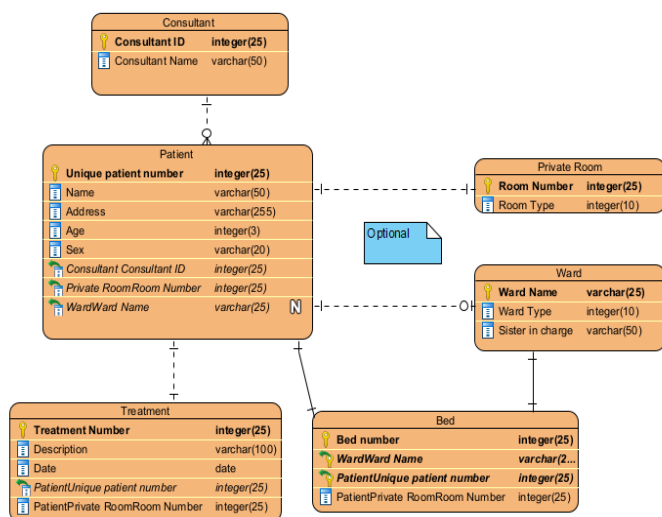 Consultant
Consultant ID integer(25)
Consultant Name varchar(50)
Patient
Unique patient number integer(25)
Name varchar(50)
Address varchar(255)
Age integer(3)
Sex varchar(20)
Consultant Consultant ID integer(25)
Private RoomRoom Number integer(25)
WardWard Name varchar(25) N
Private Room
Room Number integer(25)
Room Type integer(10)
Optional
Ward
Ward Name varchar(25)
Ward Type integer(10)
Sister in charge varchar(50)
Treatment
Treatment Number integer(25)
Description varchar(100)
Date date
PatientUnique patient number integer(25)
PatientPrivate RoomRoom Number integer(25)
Bed
Bed number integer(25)
WardWard Name varchar(2...
PatientUnique patient number integer(25)
PatientPrivate RoomRoom Number integer(25)